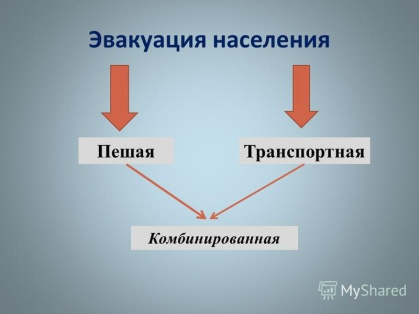 Эвакуация населения
Пешая
Транспортная
Комбинированная
MyShared